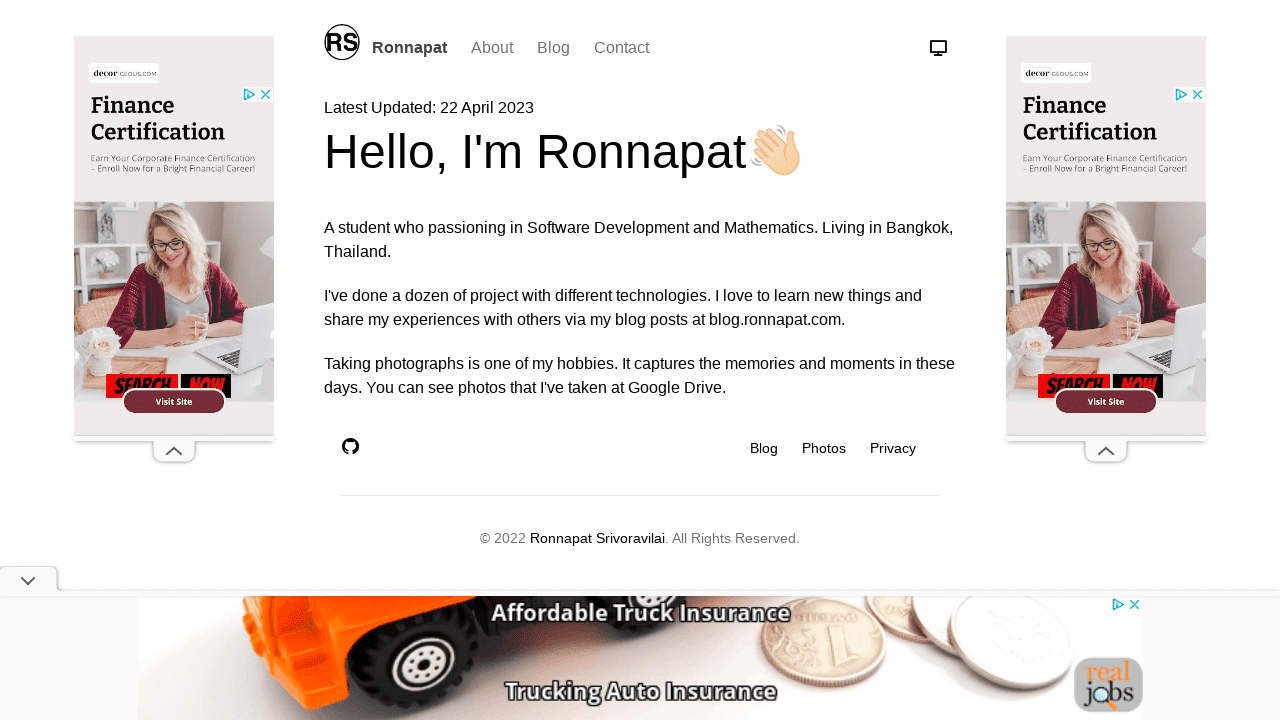 RS
Ronnapat
About
Blog
Contact
Latest Updated: 22 April 2023
Hello, I'm Ronnapat👋🏼
A student who passioning in Software Development and Mathematics. Living in Bangkok,
Thailand.
I've done a dozen of project with different technologies. I love to learn new things and
share my experiences with others via my blog posts at blog.ronnapat.com.
Taking photographs is one of my hobbies. It captures the memories and moments in these
days. You can see photos that I've taken at Google Drive.
Blog
Photos
Privacy
© 2022 Ronnapat Srivoravilai. All Rights Reserved.
decorGEOUS.COM
Finance
Certification
Earn Your Corporate Finance Certification
– Enroll Now for a Bright Financial Career!
SEARCH NOW
Visit Site
decorGEOUS.COM
Finance
Certification
Earn Your Corporate Finance Certification
– Enroll Now for a Bright Financial Career!
SEARCH NOW
Visit Site
Affordable Truck Insurance
Trucking Auto Insurance
real
jobs